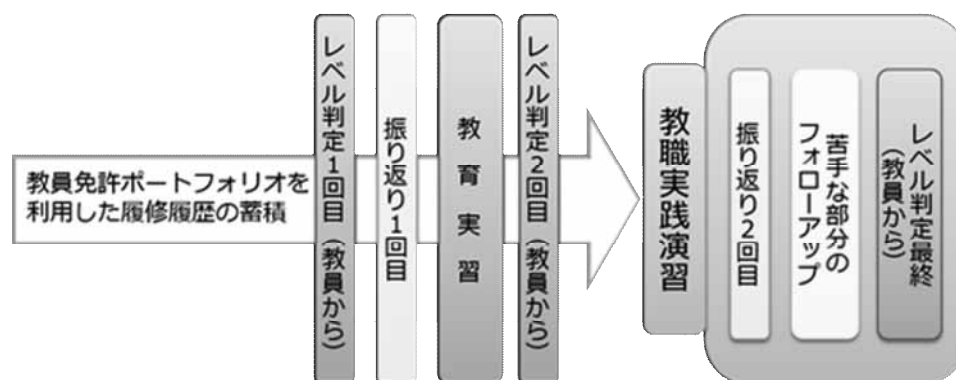 教員免許ポートフォリオを
利用した履修履歴の蓄積
レベル判定1回目（教員から）
振り返り1回目
教育実習
レベル判定2回目（教員から）
教職実践演習
振り返り2回目
苦手な部分の
フォローアップ
レベル判定最終
（教員から）